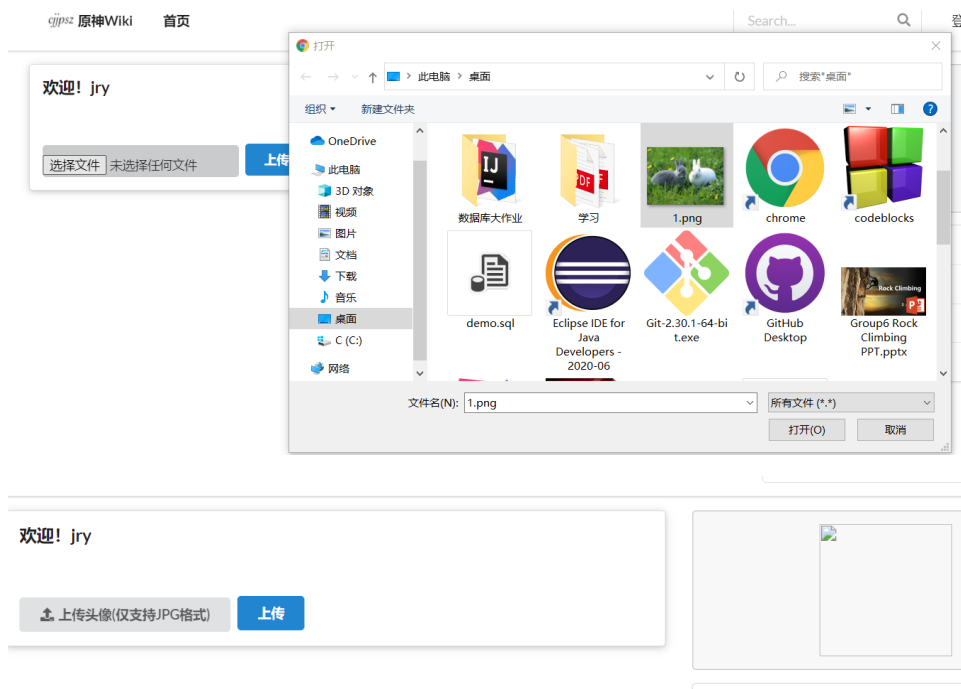 cjjpsz 原神Wiki 首页 Search...
打开
此电脑 > 桌面 搜索"桌面"
欢迎！jry
组织 新建文件夹
选择文件 未选择任何文件 上传
OneDrive
此电脑
3D 对象
视频
图片
文档
下载
音乐
桌面
C (C:)
网络
IJ
PDF
数据库大作业 学习 1.png chrome codeblocks
Rock Climbing
demo.sql Eclipse IDE for Java Developers - 2020-06 Git-2.30.1-64-bit.exe GitHub Desktop Group6 Rock Climbing PPT.pptx
文件名(N): 1.png 所有文件 (*.*)
打开(O) 取消
欢迎！jry
上传头像(仅支持JPG格式) 上传